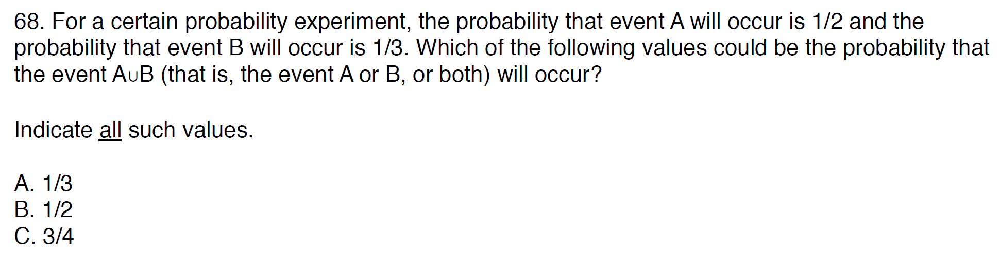 68. For a certain probability experiment, the probability that event A will occur is 1/2 and the
probability that event B will occur is 1/3. Which of the following values could be the probability that
the event A∪B (that is, the event A or B, or both) will occur?
Indicate all such values.
A. 1/3
B. 1/2
C. 3/4